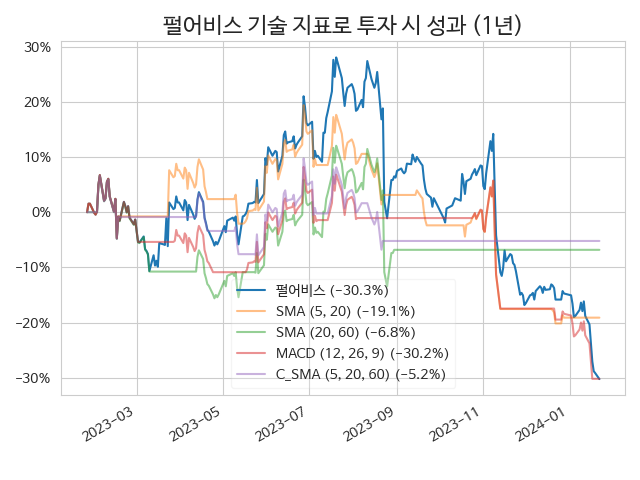 펄어비스 기술 지표로 투자 시 성과 (1년)
30%
20%
10%
0%
−10%
−20%
−30%
펄어비스 (−30.3%)
SMA (5, 20) (−19.1%)
SMA (20, 60) (−6.8%)
MACD (12, 26, 9) (−30.2%)
C_SMA (5, 20, 60) (−5.2%)
2023−03
2023−05
2023−07
2023−09
2023−11
2024−01